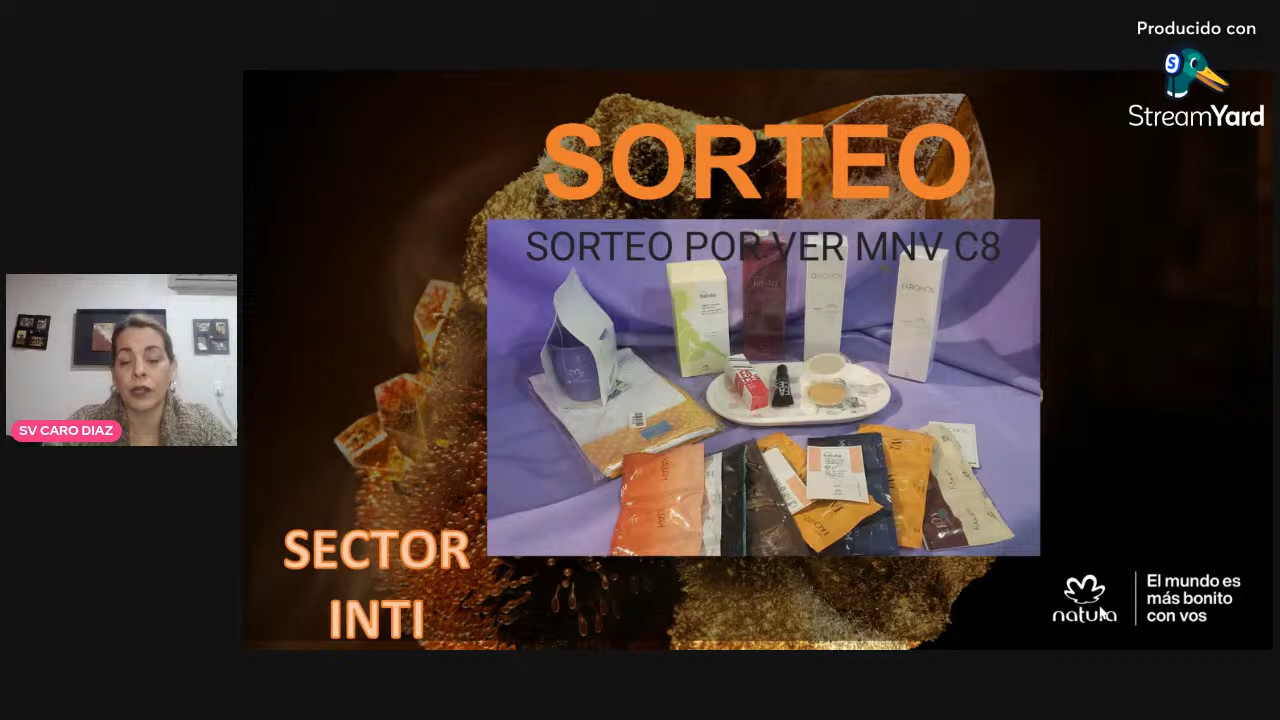 Producido con
StreamYard
SORTEO
SORTEO POR VER MNV C8
CHRONOS
SV CARO DIAZ
SECTOR
INTI
natura
El mundo es
más bonito
con vos